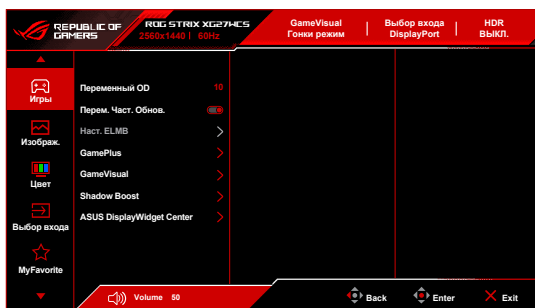 REPUBLIC OF
GAMERS
ROG STRIX XG27WCS
2560x1440 | 60Hz
GameVisual
Гонки режим
Выбор входа
DisplayPort
HDR
ВЫКЛ.
Игры
Изображ.
Цвет
Выбор входа
MyFavorite
Переменный OD 10
Перем. Част. Обнов.
Наст. ELMB
GamePlus
GameVisual
Shadow Boost
ASUS DisplayWidget Center
Volume 50
Back
Enter
Exit